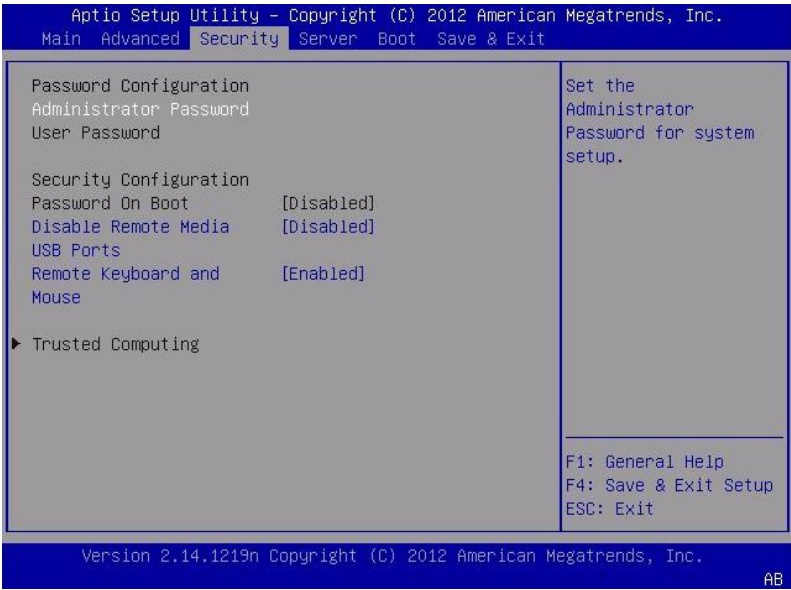 Aptio Setup Utility – Copyright (C) 2012 American Megatrends, Inc.
Main Advanced Security Server Boot Save & Exit
Password Configuration
Administrator Password
User Password
Security Configuration
Password On Boot [Disabled]
Disable Remote Media [Disabled]
USB Ports
Remote Keyboard and [Enabled]
Mouse
Trusted Computing
Set the
Administrator
Password for system
setup.
F1: General Help
F4: Save & Exit Setup
ESC: Exit
Version 2.14.1219n Copyright (C) 2012 American Megatrends, Inc.
AB